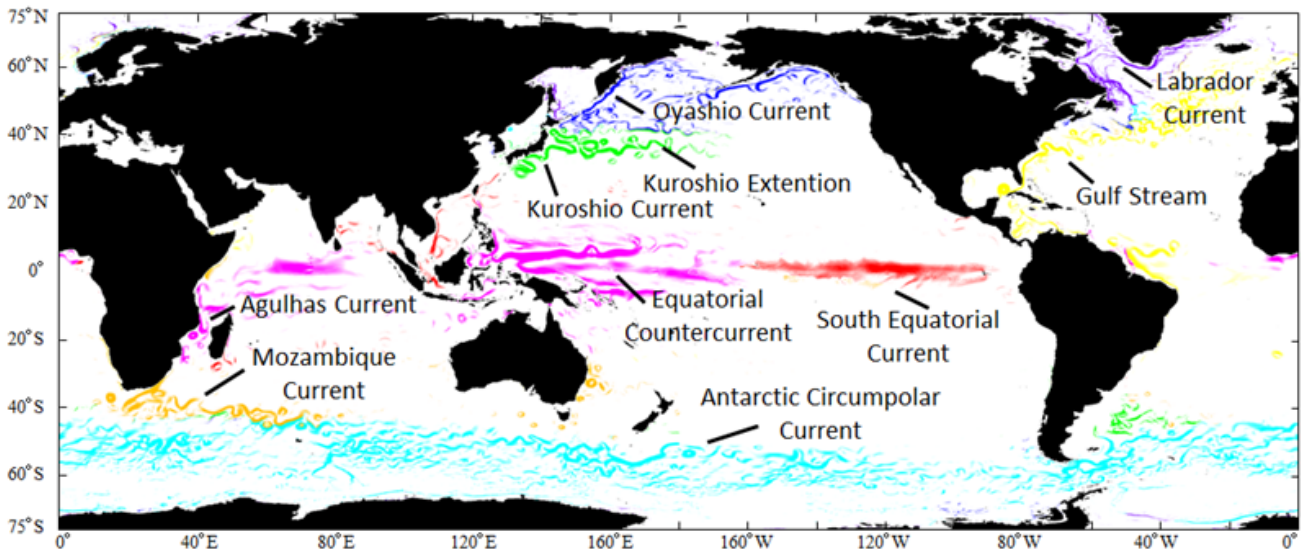 75°N
60°N
40°N
20°N
0°
20°S
40°S
60°S
75°S
Labrador
Current
Oyashio Current
Kuroshio Extention
Gulf Stream
Kuroshio Current
Agulhas Current
Equatorial
Countercurrent
South Equatorial
Current
Mozambique
Current
Antarctic Circumpolar
Current
0°
40°E
80°E
120°E
160°E
160°W
120°W
80°W
40°W
0°